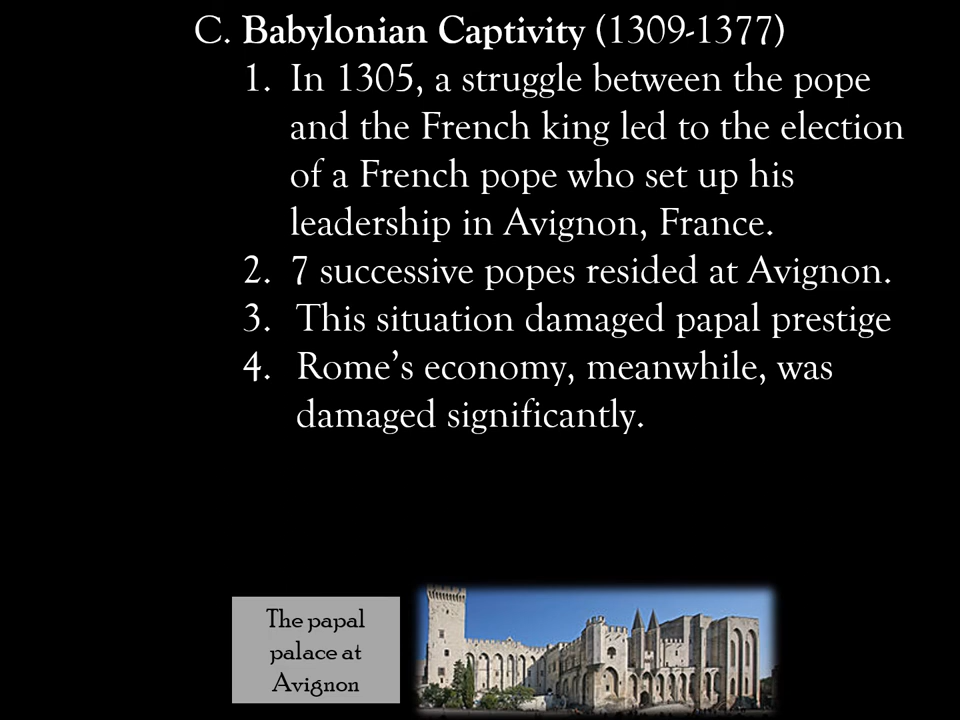 C. Babylonian Captivity (1309-1377)
1. In 1305, a struggle between the pope
and the French king led to the election
of a French pope who set up his
leadership in Avignon, France.
2. 7 successive popes resided at Avignon.
3. This situation damaged papal prestige
4. Rome’s economy, meanwhile, was
damaged significantly.
The papal
palace at
Avignon